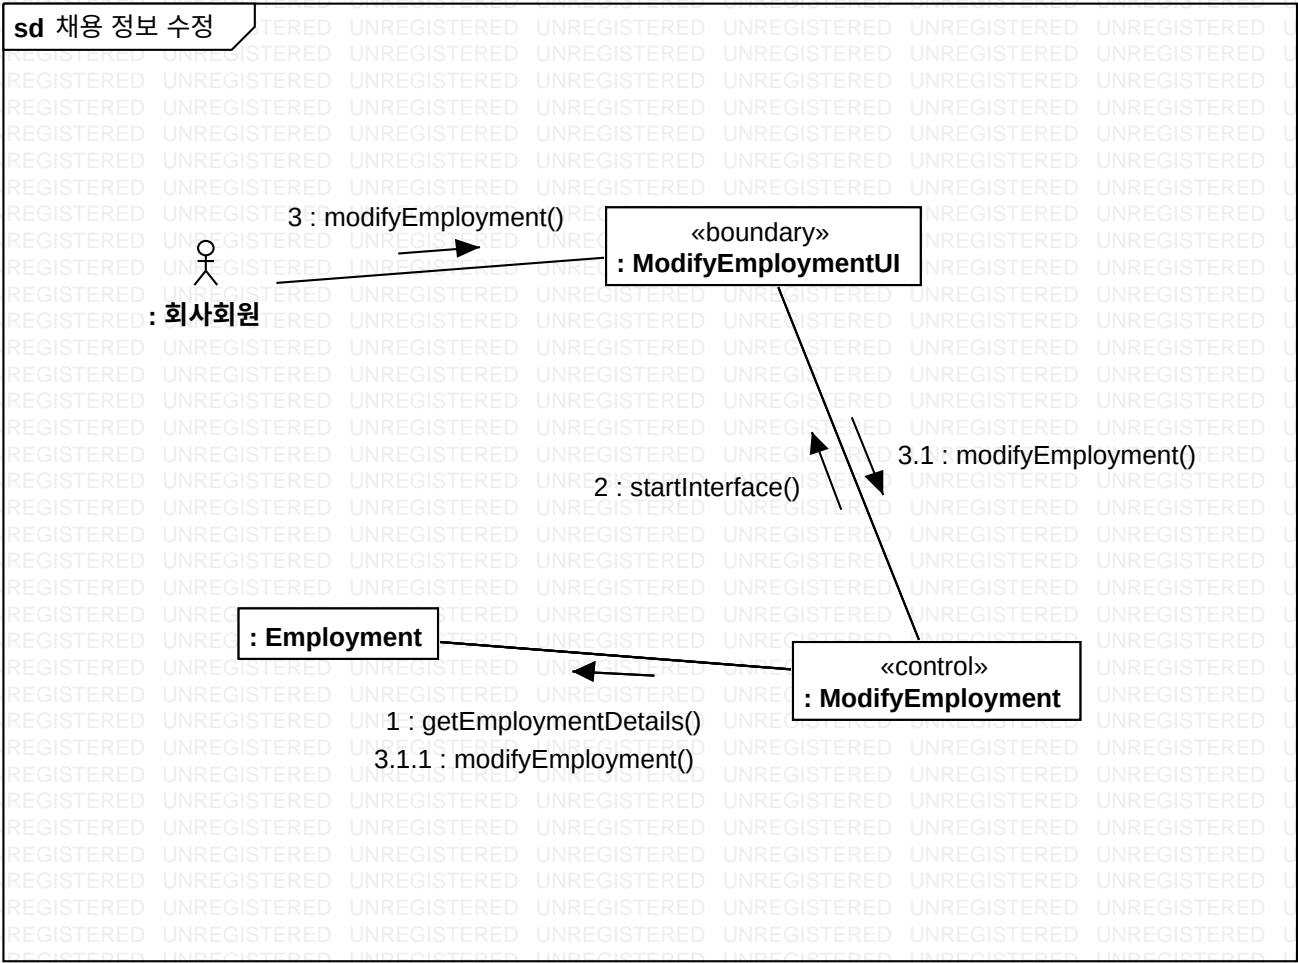 sd 채용 정보 수정
3 : modifyEmployment()
«boundary»
: ModifyEmploymentUI
: 회사회원
3.1 : modifyEmployment()
2 : startInterface()
: Employment
«control»
: ModifyEmployment
1 : getEmploymentDetails()
3.1.1 : modifyEmployment()
UNREGISTERED